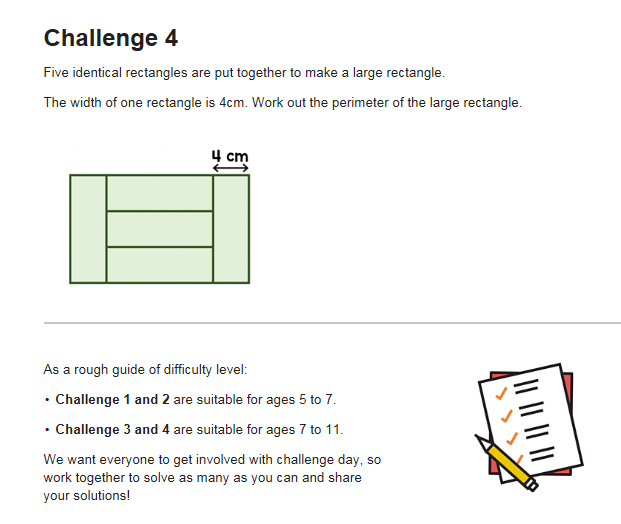 Challenge 4
Five identical rectangles are put together to make a large rectangle.
The width of one rectangle is 4cm. Work out the perimeter of the large rectangle.
4 cm
As a rough guide of difficulty level:
• Challenge 1 and 2 are suitable for ages 5 to 7.
• Challenge 3 and 4 are suitable for ages 7 to 11.
We want everyone to get involved with challenge day, so
work together to solve as many as you can and share
your solutions!